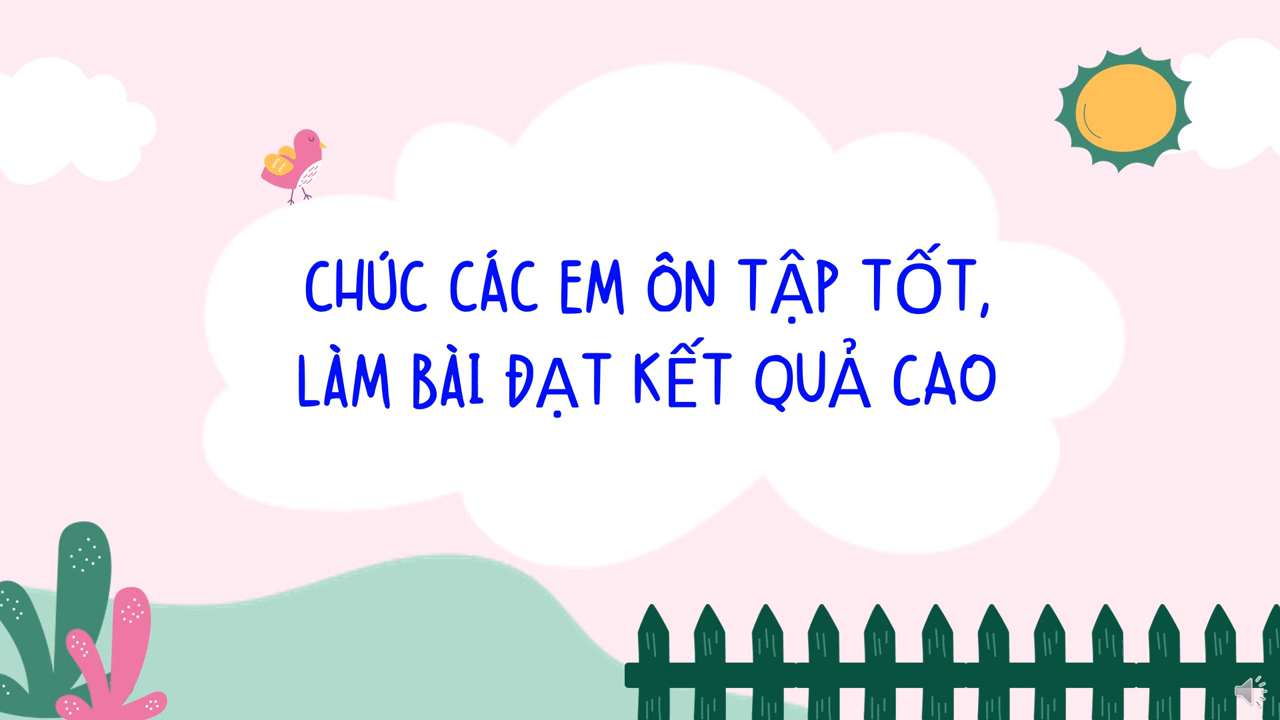 CHÚC CÁC EM ÔN TẬP TỐT,
LÀM BÀI ĐẠT KẾT QUẢ CAO